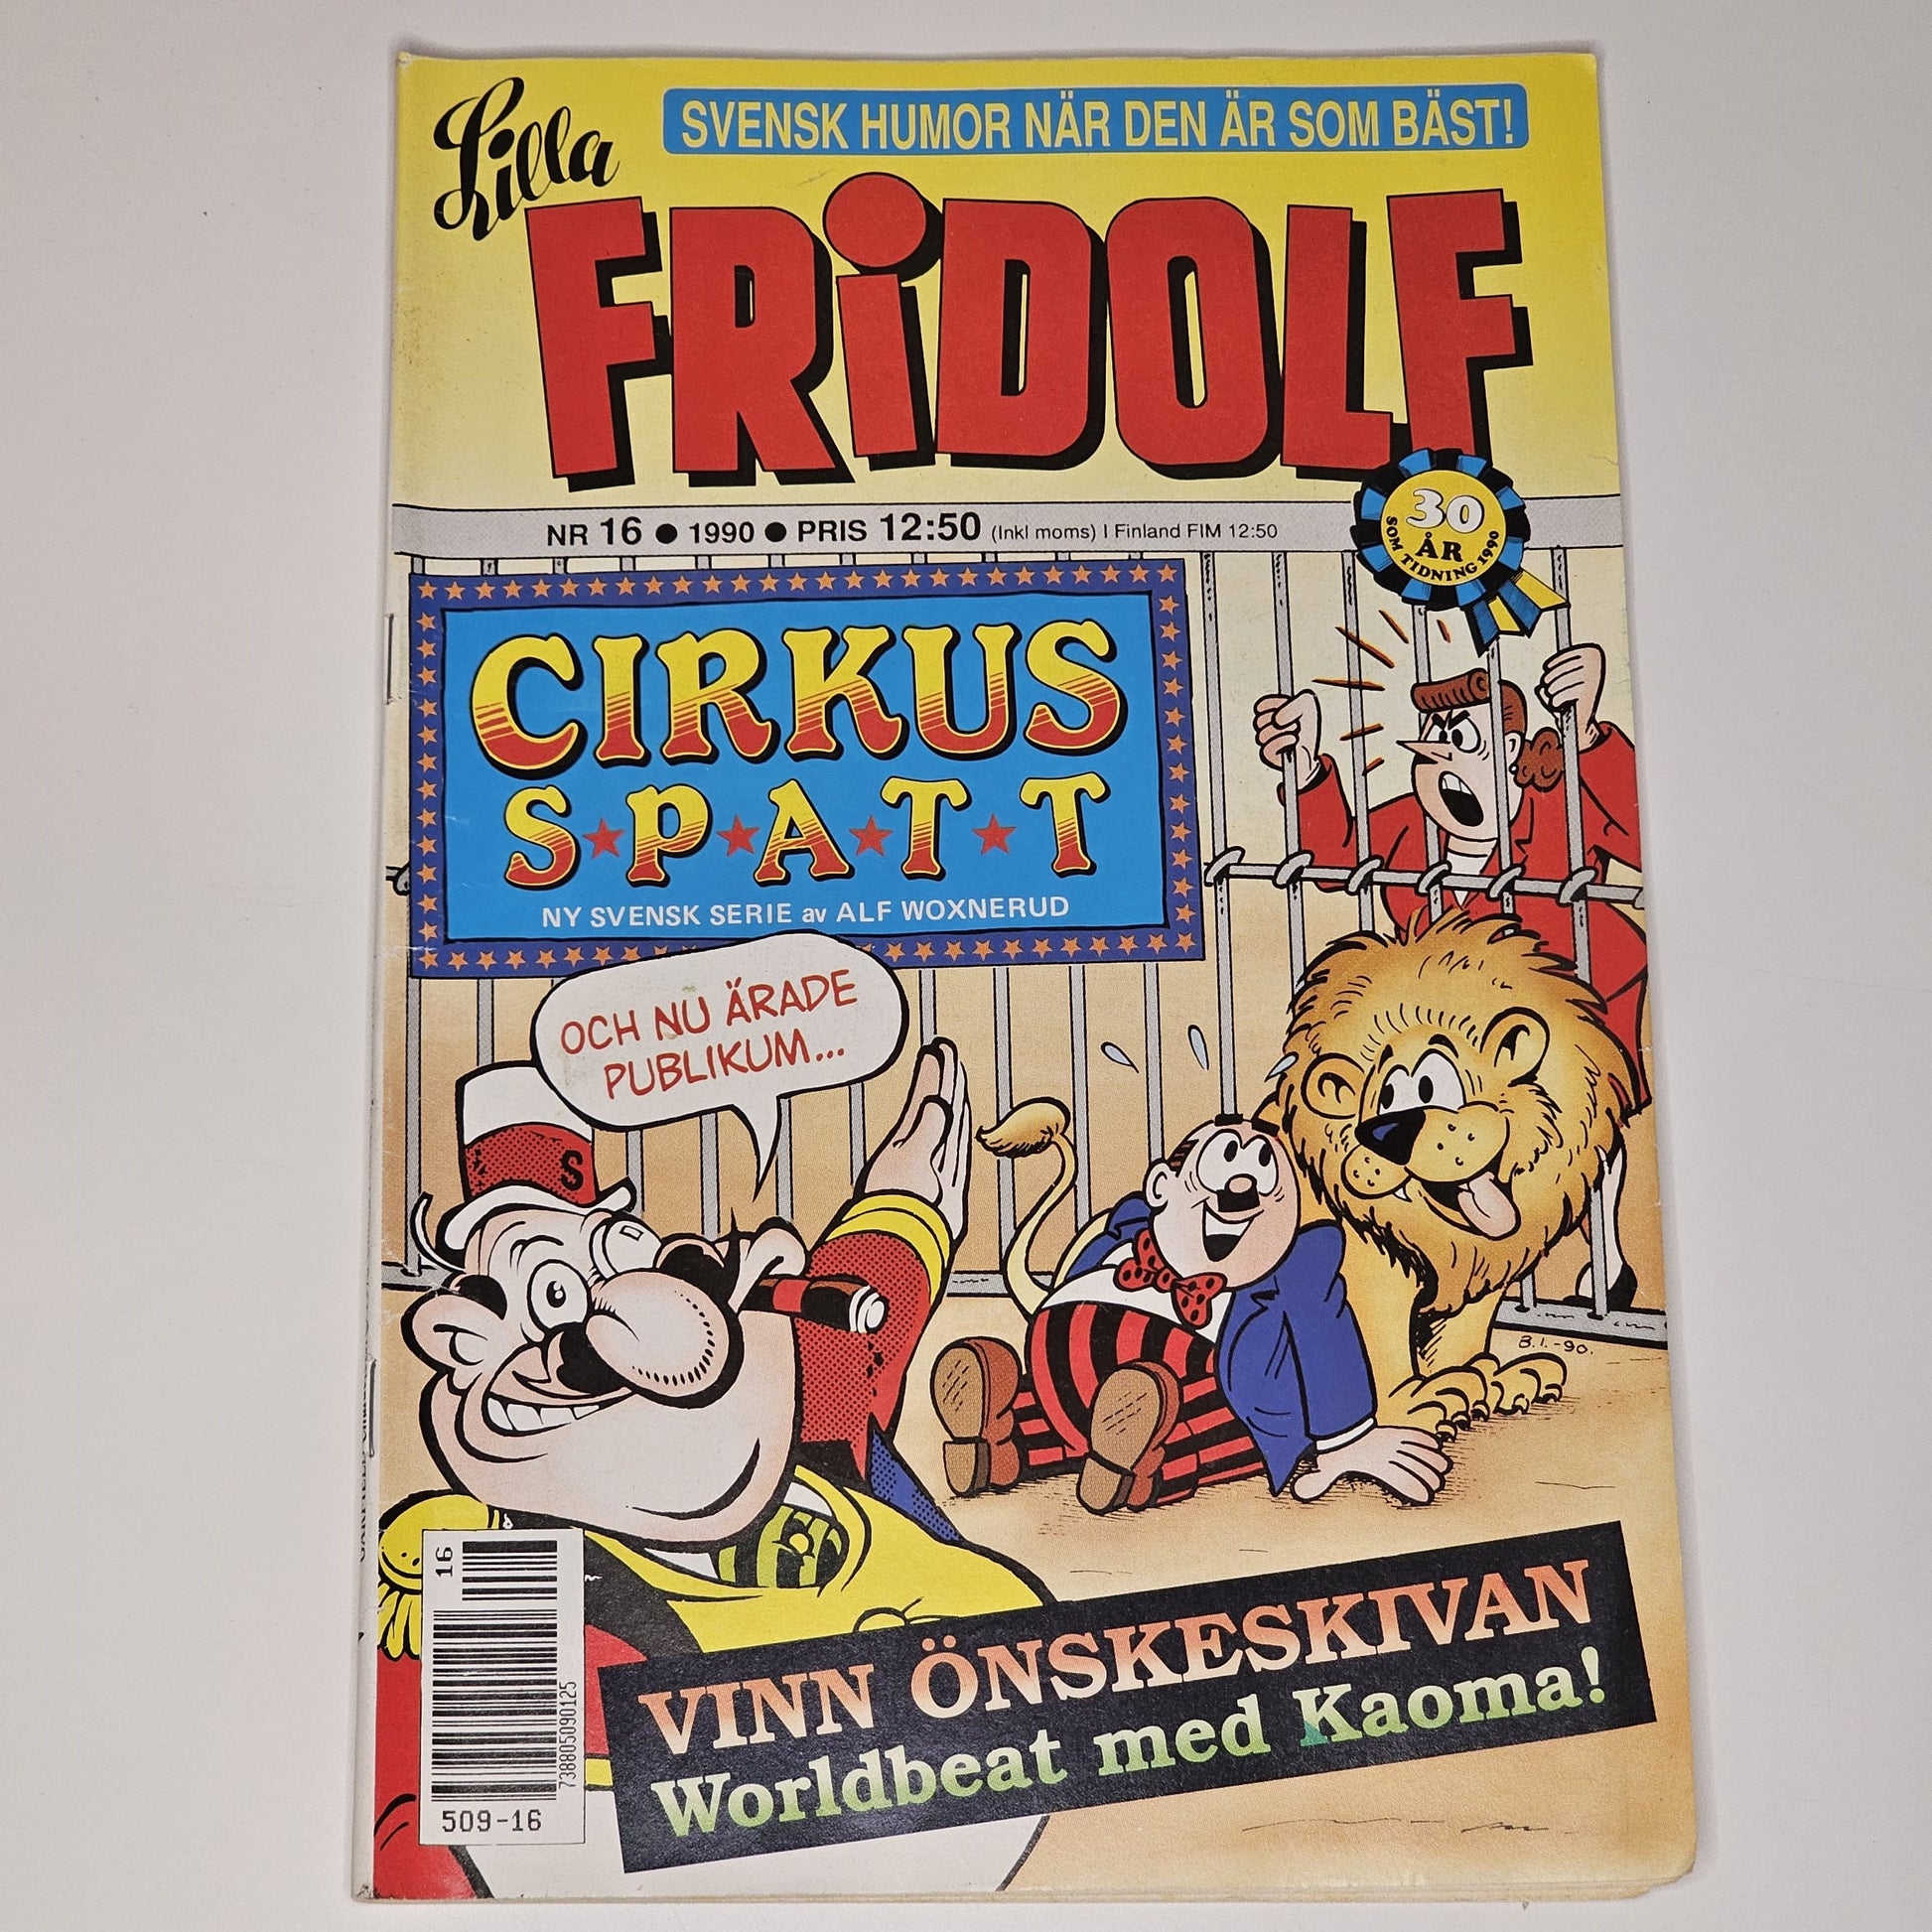 Lilla
SVENSK HUMOR NÄR DEN ÄR SOM BÄST!
FRiDOLF
NR 16 ● 1990 ● PRIS 12:50 (Inkl moms) I Finland FIM 12:50
30
ÅR
SOM TIDNING 1990
CIRKUS
S★P★A★T★T
NY SVENSK SERIE av ALF WOXNERUD
OCH NU ÄRADE
PUBLIKUM...
S
B.I.-90.
16
738805090125
509-16
VINN ÖNSKESKIVAN
Worldbeat med Kaoma!